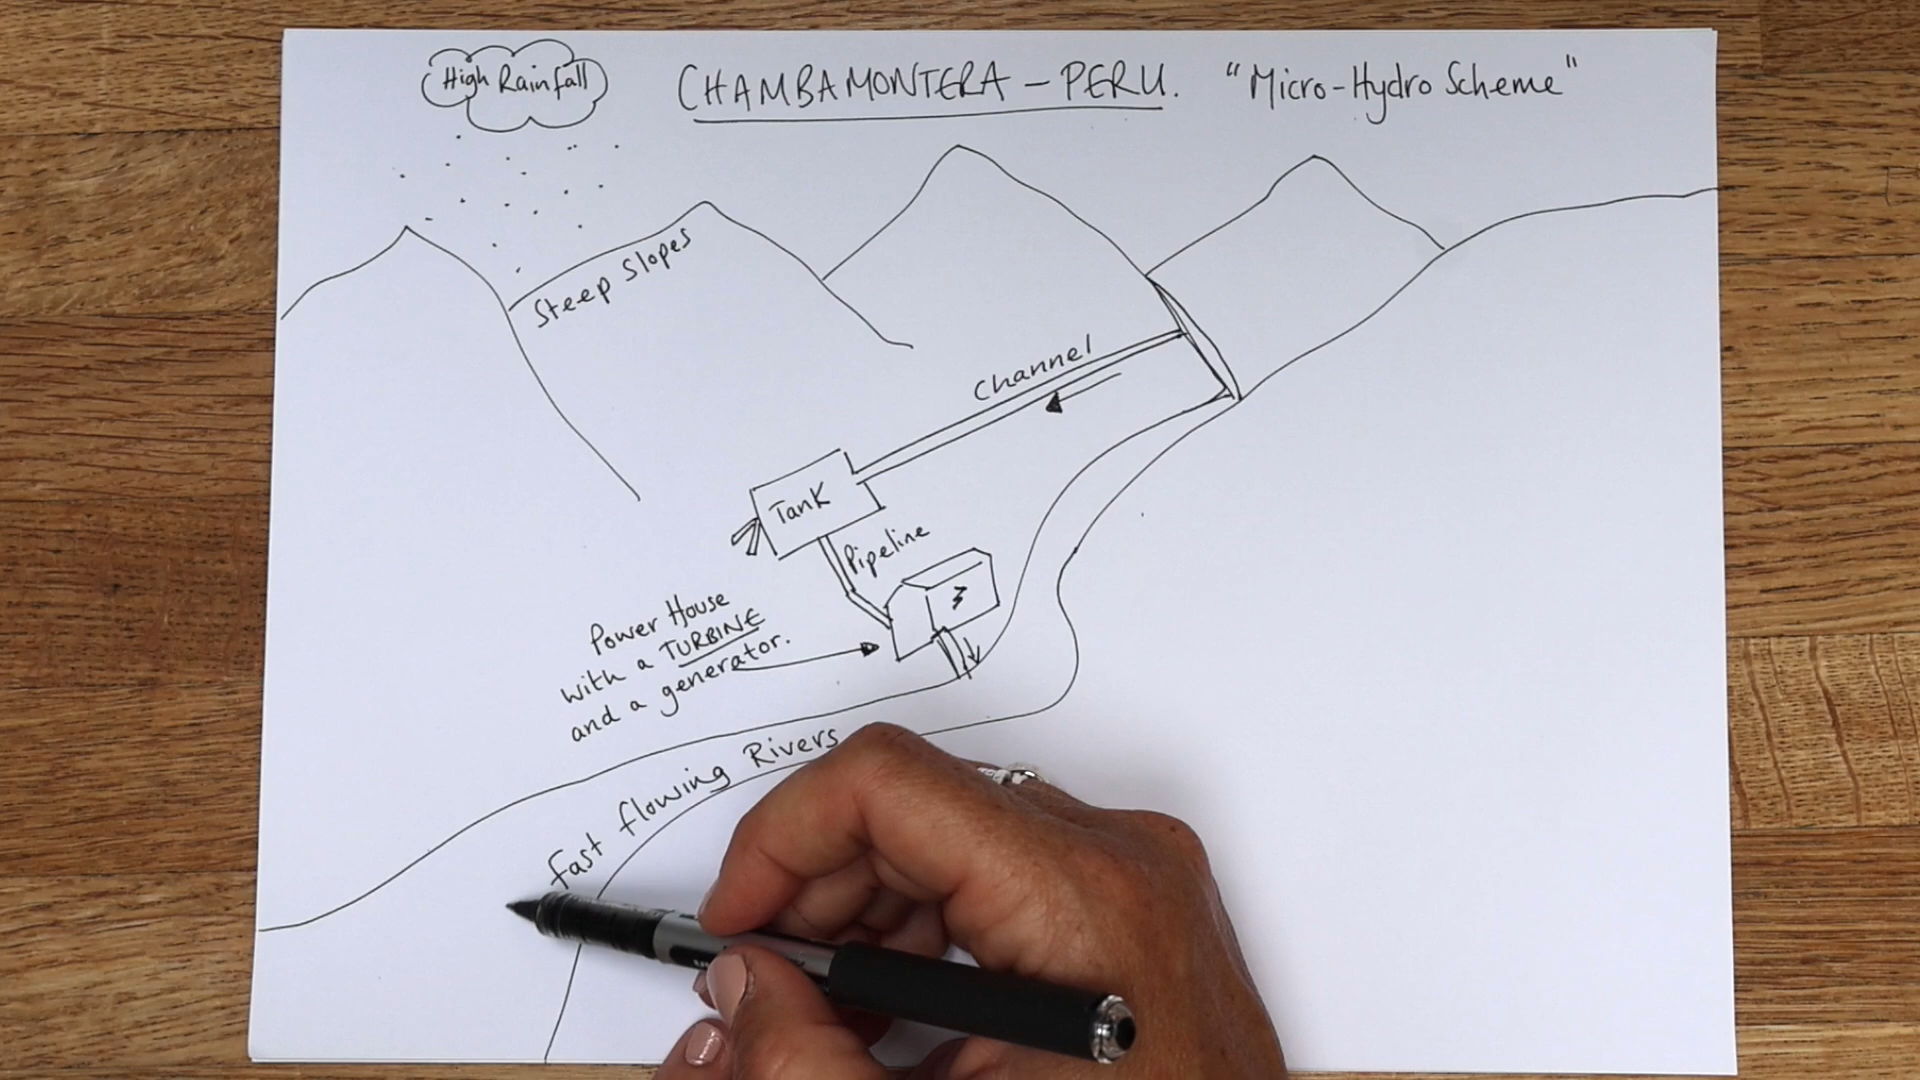 High Rainfall
CHAMBAMONTERA – PERU. "Micro-Hydro Scheme"
Steep Slopes
Channel
Tank
Pipeline
Power House
with a TURBINE
and a generator.
Fast flowing Rivers